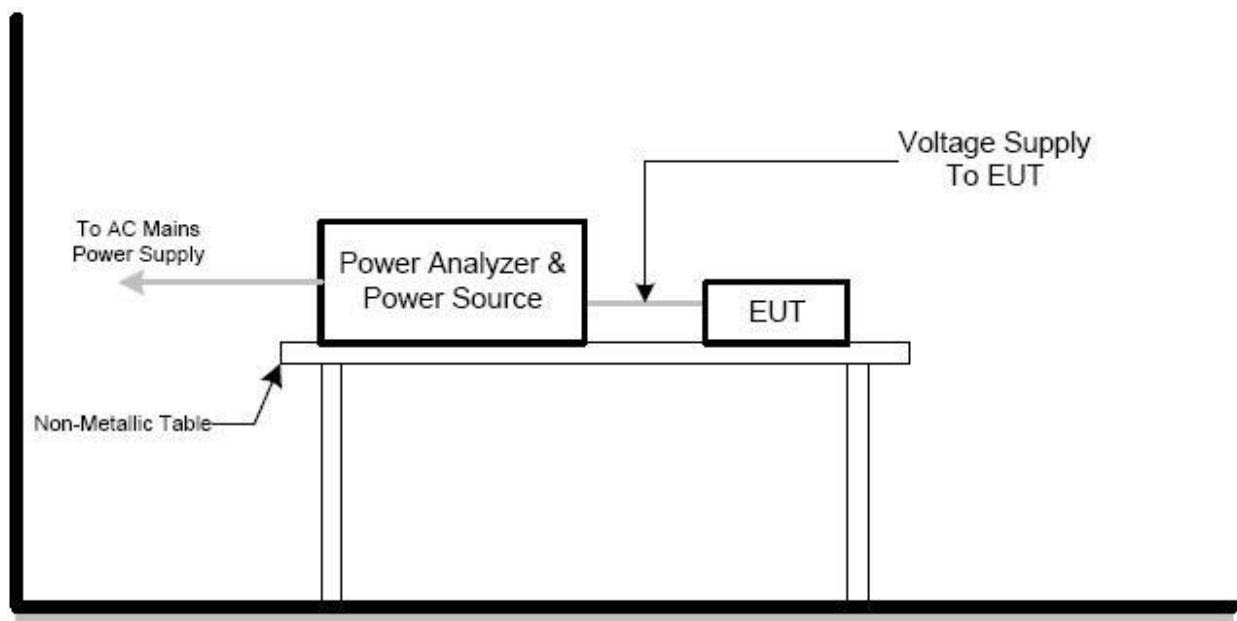 Voltage Supply
To EUT
To AC Mains
Power Supply
Power Analyzer &
Power Source
EUT
Non-Metallic Table